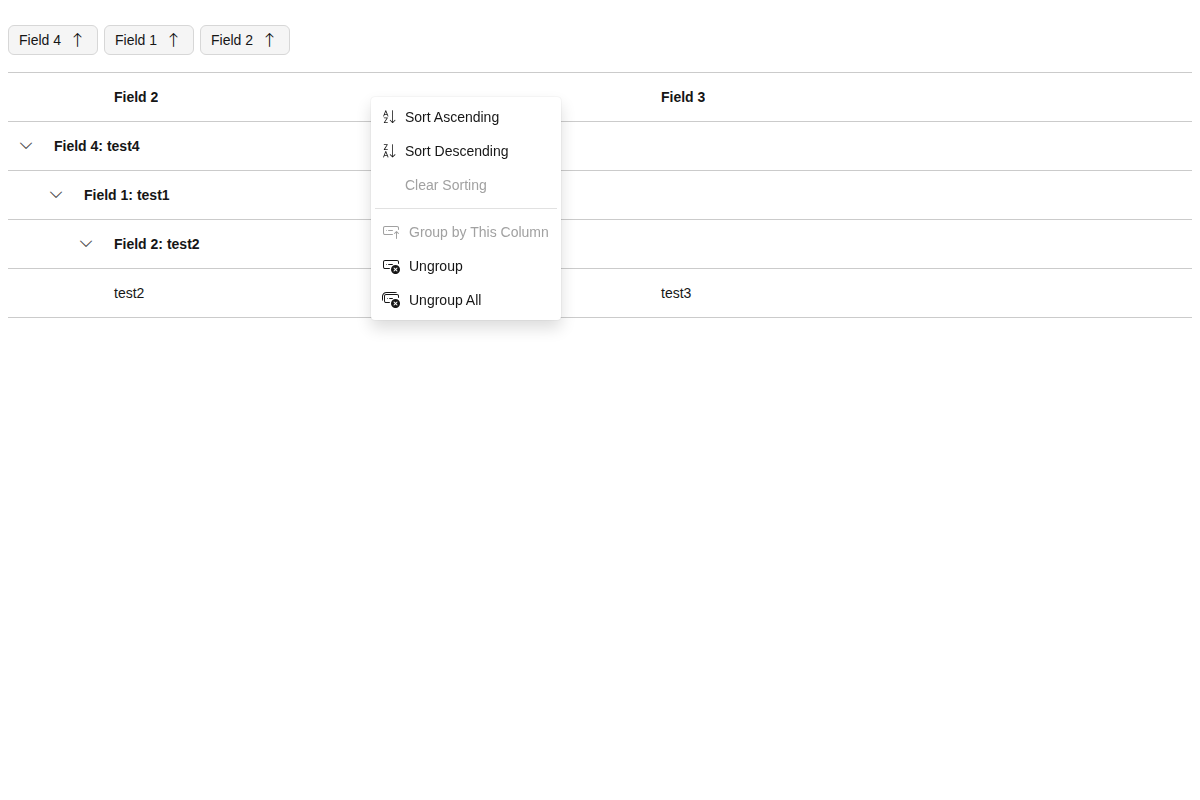 Field 4
Field 1
Field 2
Field 2
Field 3
Sort Ascending
Field 4: test4
Sort Descending
Clear Sorting
Field 1: test1
Group by This Column
Field 2: test2
Ungroup
test2
test3
Ungroup All